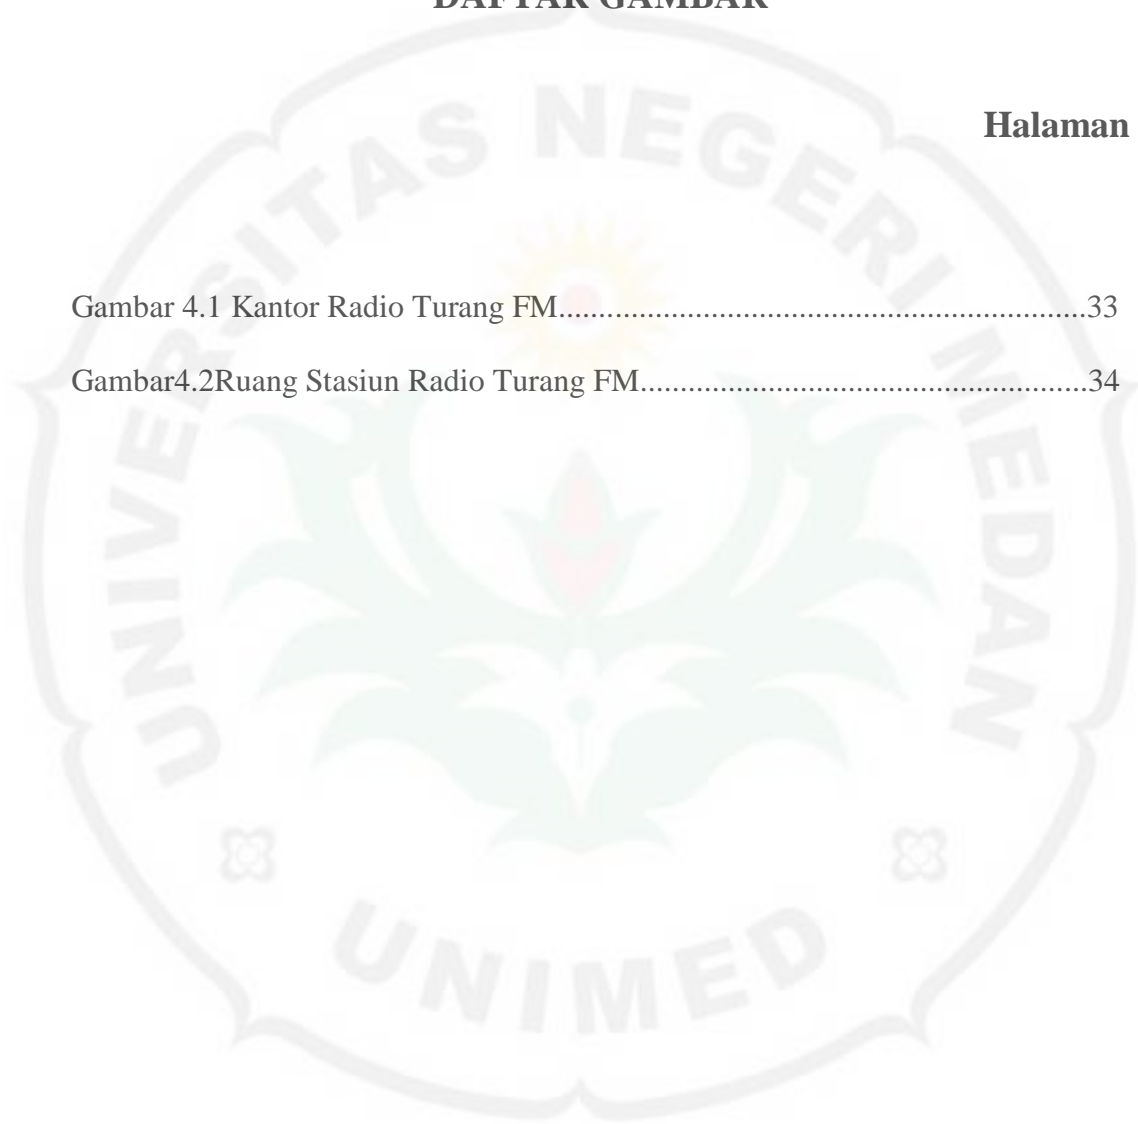 DAFTAR GAMBAR
Halaman
Gambar 4.1 Kantor Radio Turang FM..................................................................33
Gambar4.2Ruang Stasiun Radio Turang FM........................................................34
UNIVERSITAS NEGERI MEDAN
UNIMED